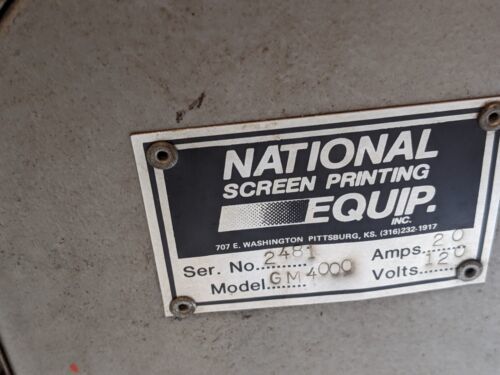 NATIONAL
SCREEN PRINTING
EQUIP.
INC.
707 E. WASHINGTON PITTSBURG, KS. (316)232-1917
Ser. No. 2481 Amps. 20
Model GM4000 Volts. 120